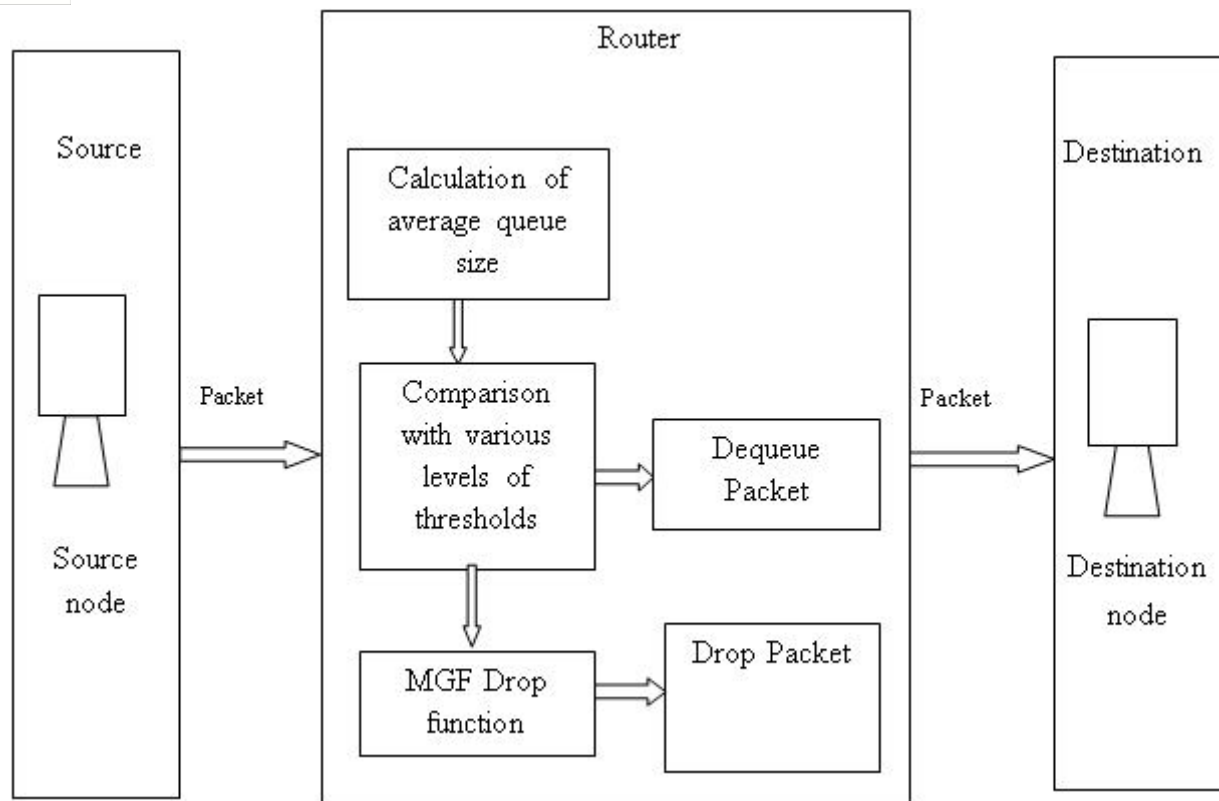 Router
Source
Destination
Calculation of
average queue
size
Packet
Packet
Comparison
with various
levels of
thresholds
Dequeue
Packet
Source
node
Destination
node
MGF Drop
function
Drop Packet